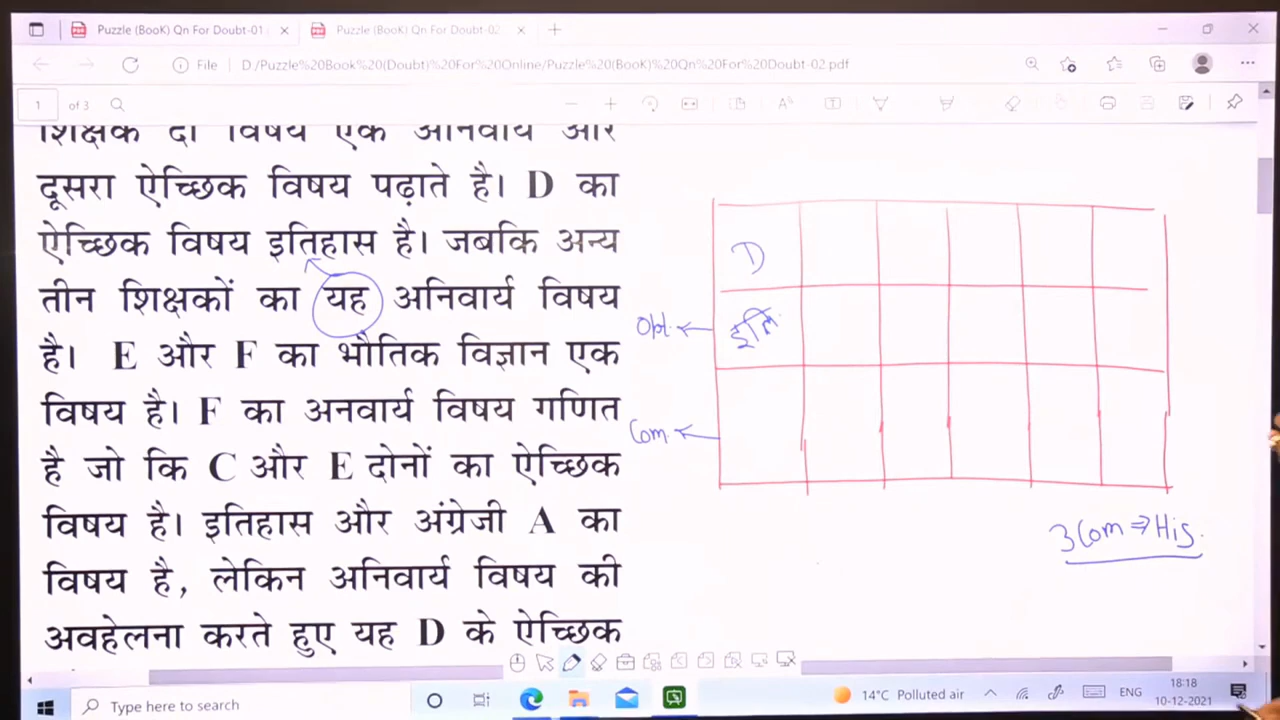 Puzzle (BooK) Qn For Doubt-01
Puzzle (BooK) Qn For Doubt-02
File D:/Puzzle%20Book%20(Doubt)%20For%20Online/Puzzle%20(BooK)%20Qn%20For%20Doubt-02.pdf
1 of 3
शिक्षक दो विषय एक अनिवार्य और
दूसरा ऐच्छिक विषय पढ़ाते है। D का
ऐच्छिक विषय इतिहास है। जबकि अन्य
तीन शिक्षकों का यह अनिवार्य विषय
है। E और F का भौतिक विज्ञान एक
विषय है। F का अनवार्य विषय गणित
है जो कि C और E दोनों का ऐच्छिक
विषय है। इतिहास और अंग्रेजी A का
विषय है, लेकिन अनिवार्य विषय की
अवहेलना करते हुए यह D के ऐच्छिक
D
Opt. इति.
Com.
3 Com ⇒ His.
Type here to search
14°C Polluted air
ENG
18:18
10-12-2021